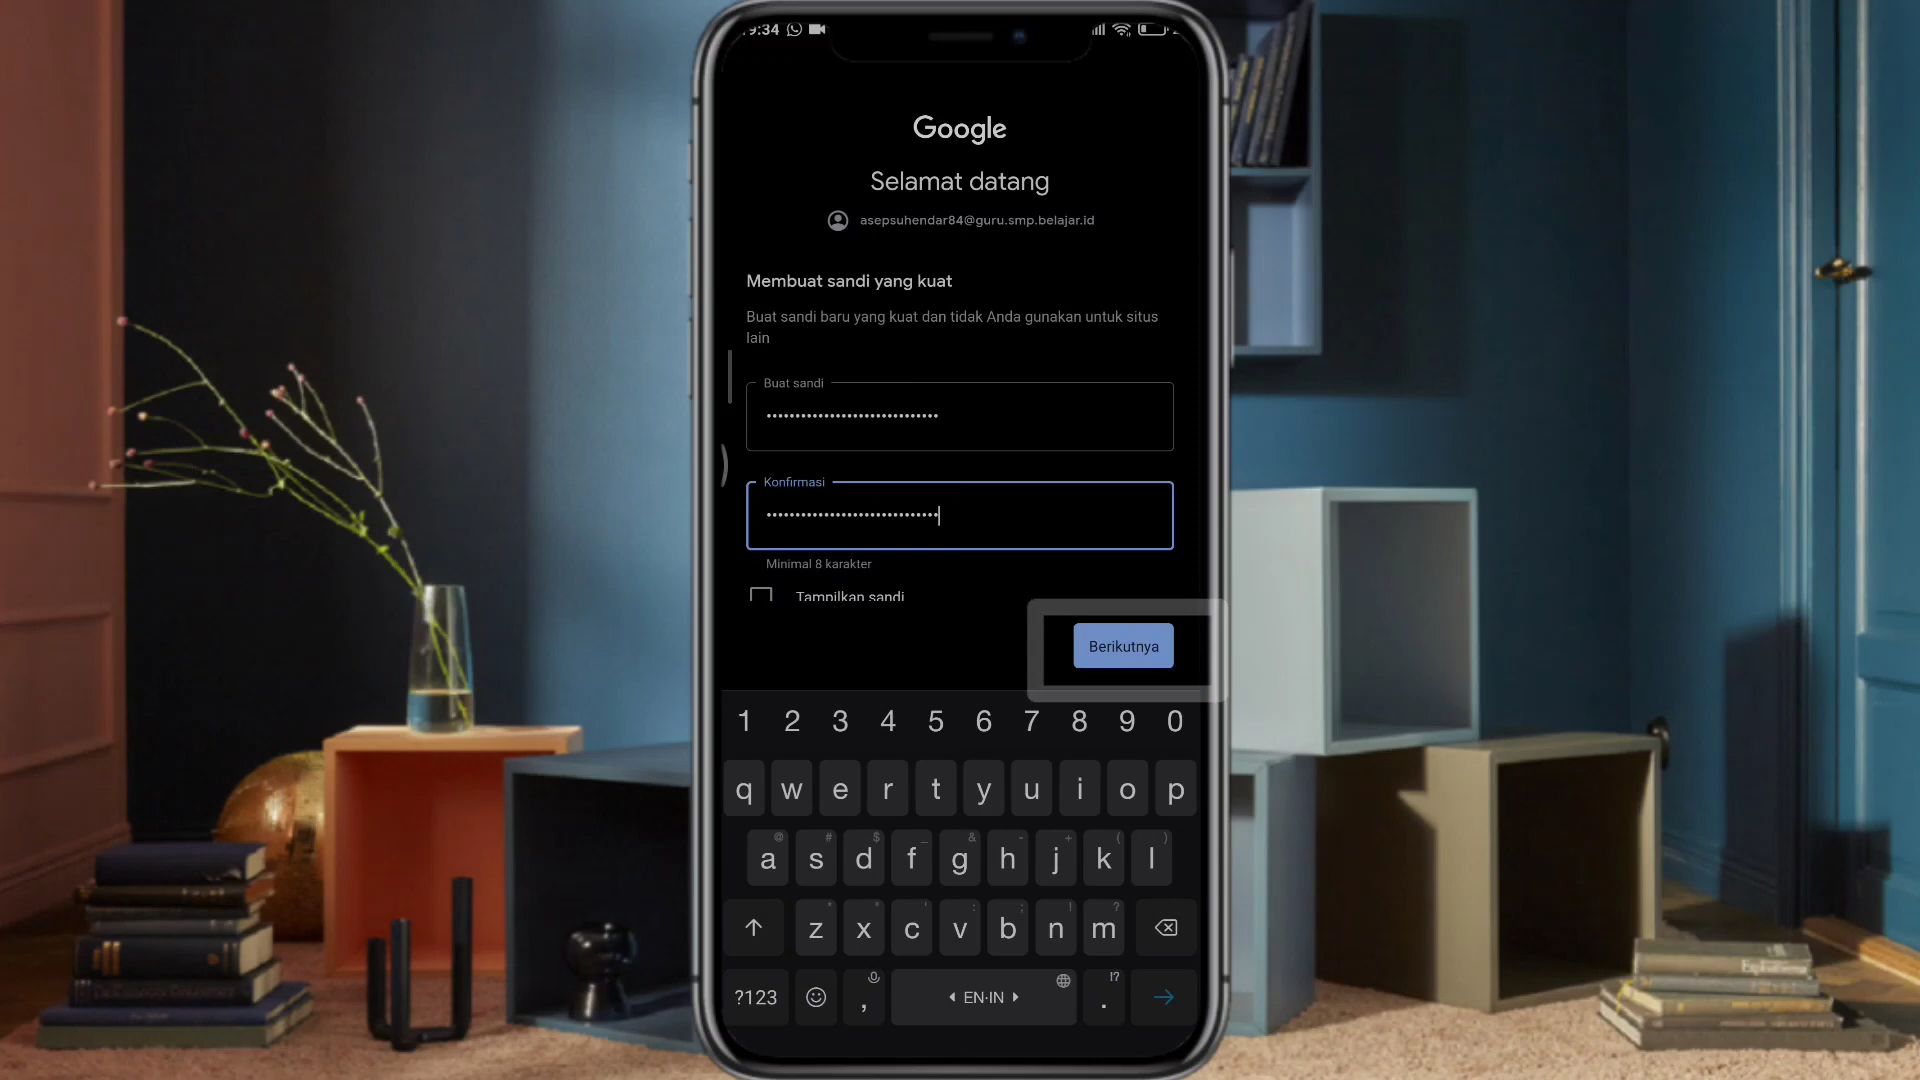 9:34
Google
Selamat datang
asepsuhendar84@guru.smp.belajar.id
Membuat sandi yang kuat
Buat sandi baru yang kuat dan tidak Anda gunakan untuk situs
lain
Buat sandi
••••••••••••••••••••••••••••••
Konfirmasi
••••••••••••••••••••••••••••••
Minimal 8 karakter
Tampilkan sandi
Berikutnya
1 2 3 4 5 6 7 8 9 0
q w e r t y u i o p
@ # $ _ & - + ( )
a s d f g h j k l
z x c v b n m
?123 , EN·IN . !?